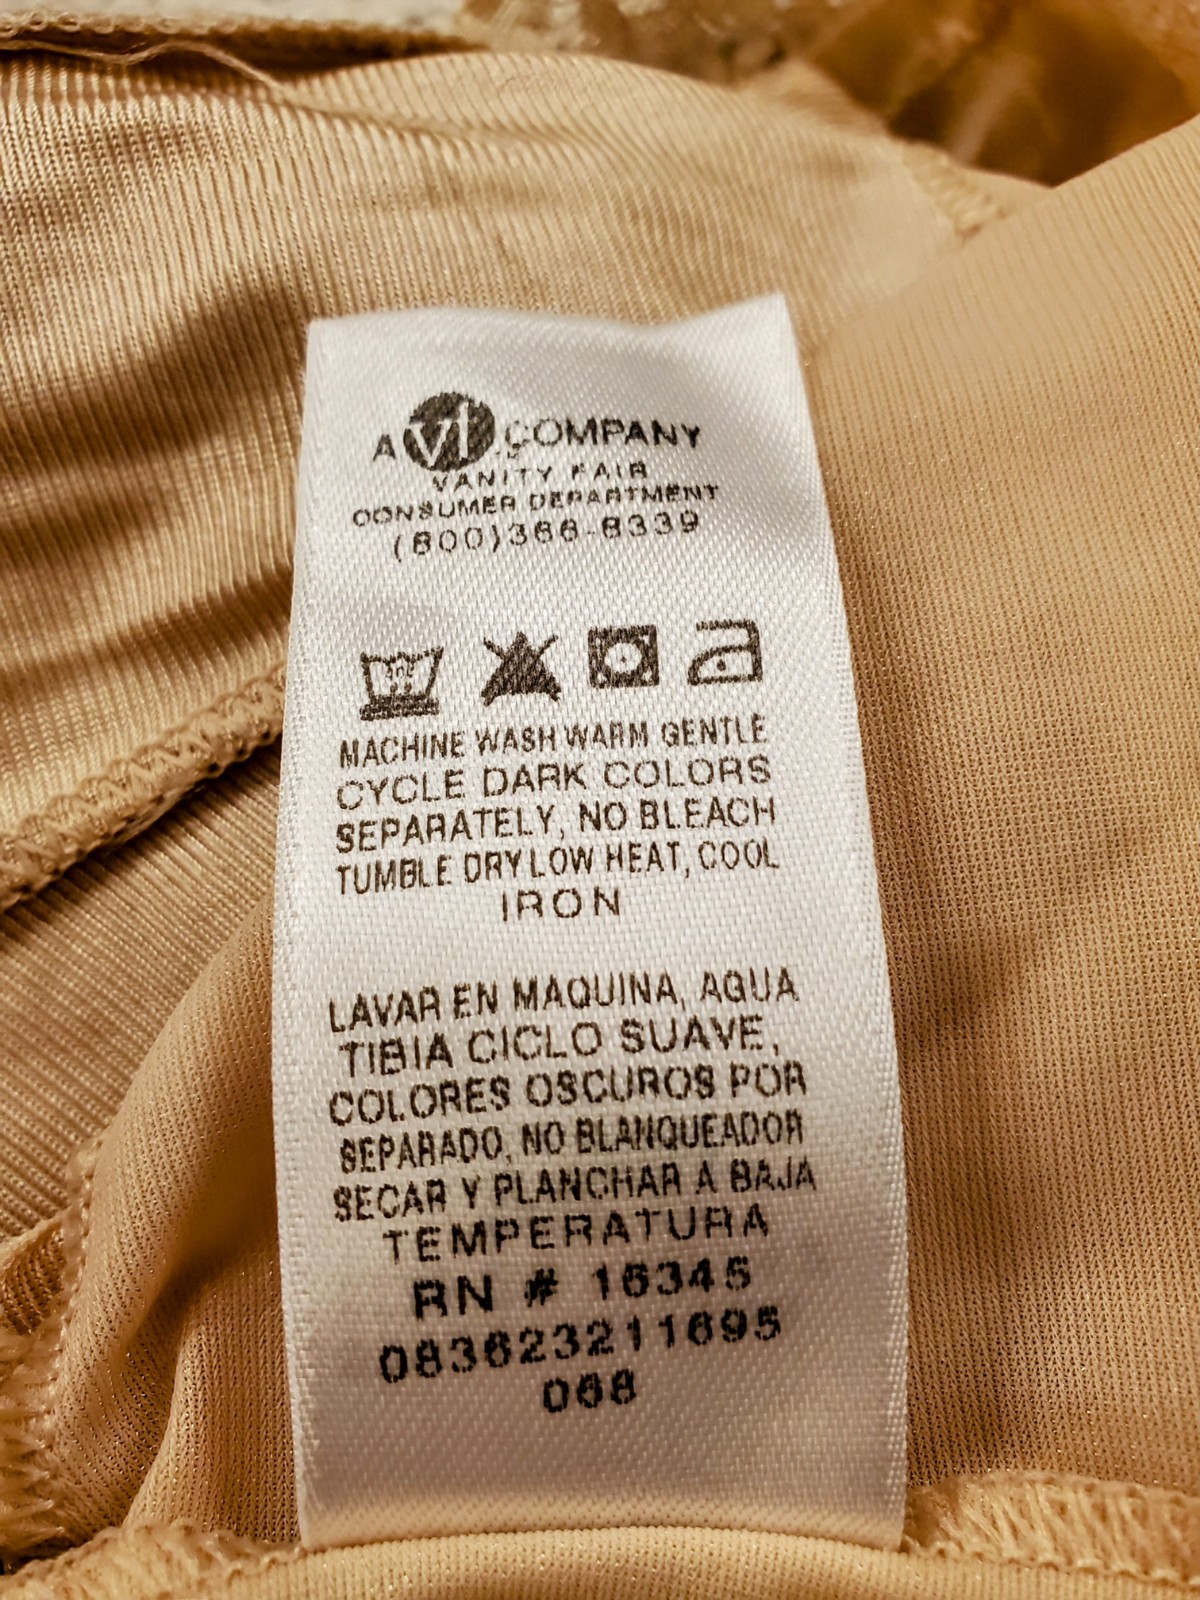 A vf COMPANY
VANITY FAIR
CONSUMER DEPARTMENT
(800)366-8339
MACHINE WASH WARM GENTLE
CYCLE DARK COLORS
SEPARATELY, NO BLEACH
TUMBLE DRY LOW HEAT, COOL
IRON
LAVAR EN MAQUINA, AGUA
TIBIA CICLO SUAVE,
COLORES OSCUROS POR
SEPARADO, NO BLANQUEADOR
SECAR Y PLANCHAR A BAJA
TEMPERATURA
RN # 16345
083623211695
068